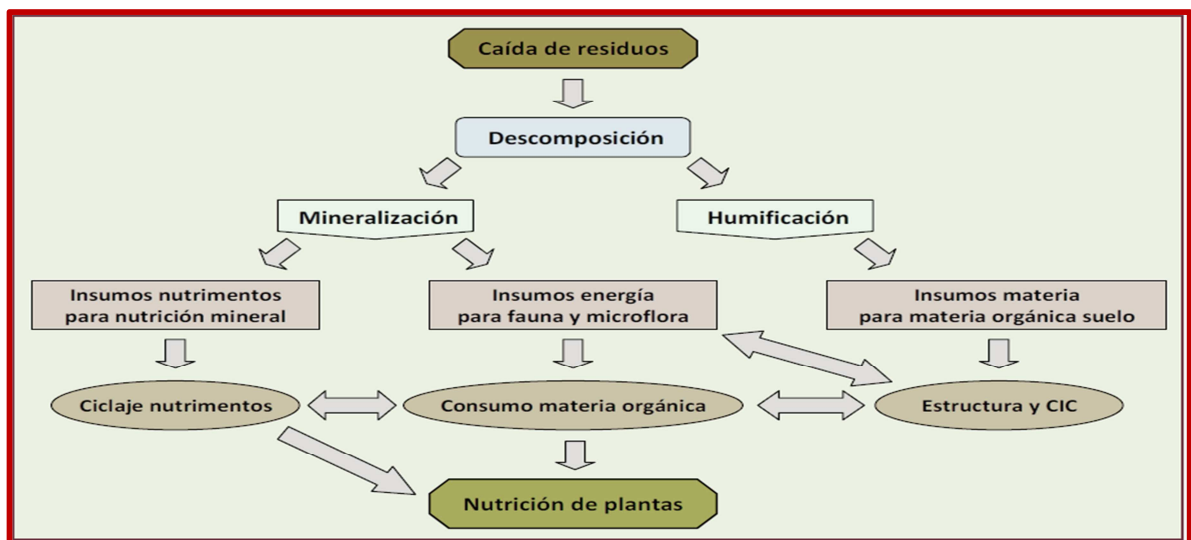 Caída de residuos
Descomposición
Mineralización
Humificación
Insumos nutrimentos
para nutrición mineral
Insumos energía
para fauna y microflora
Insumos materia
para materia orgánica suelo
Ciclaje nutrimentos
Consumo materia orgánica
Estructura y CIC
Nutrición de plantas